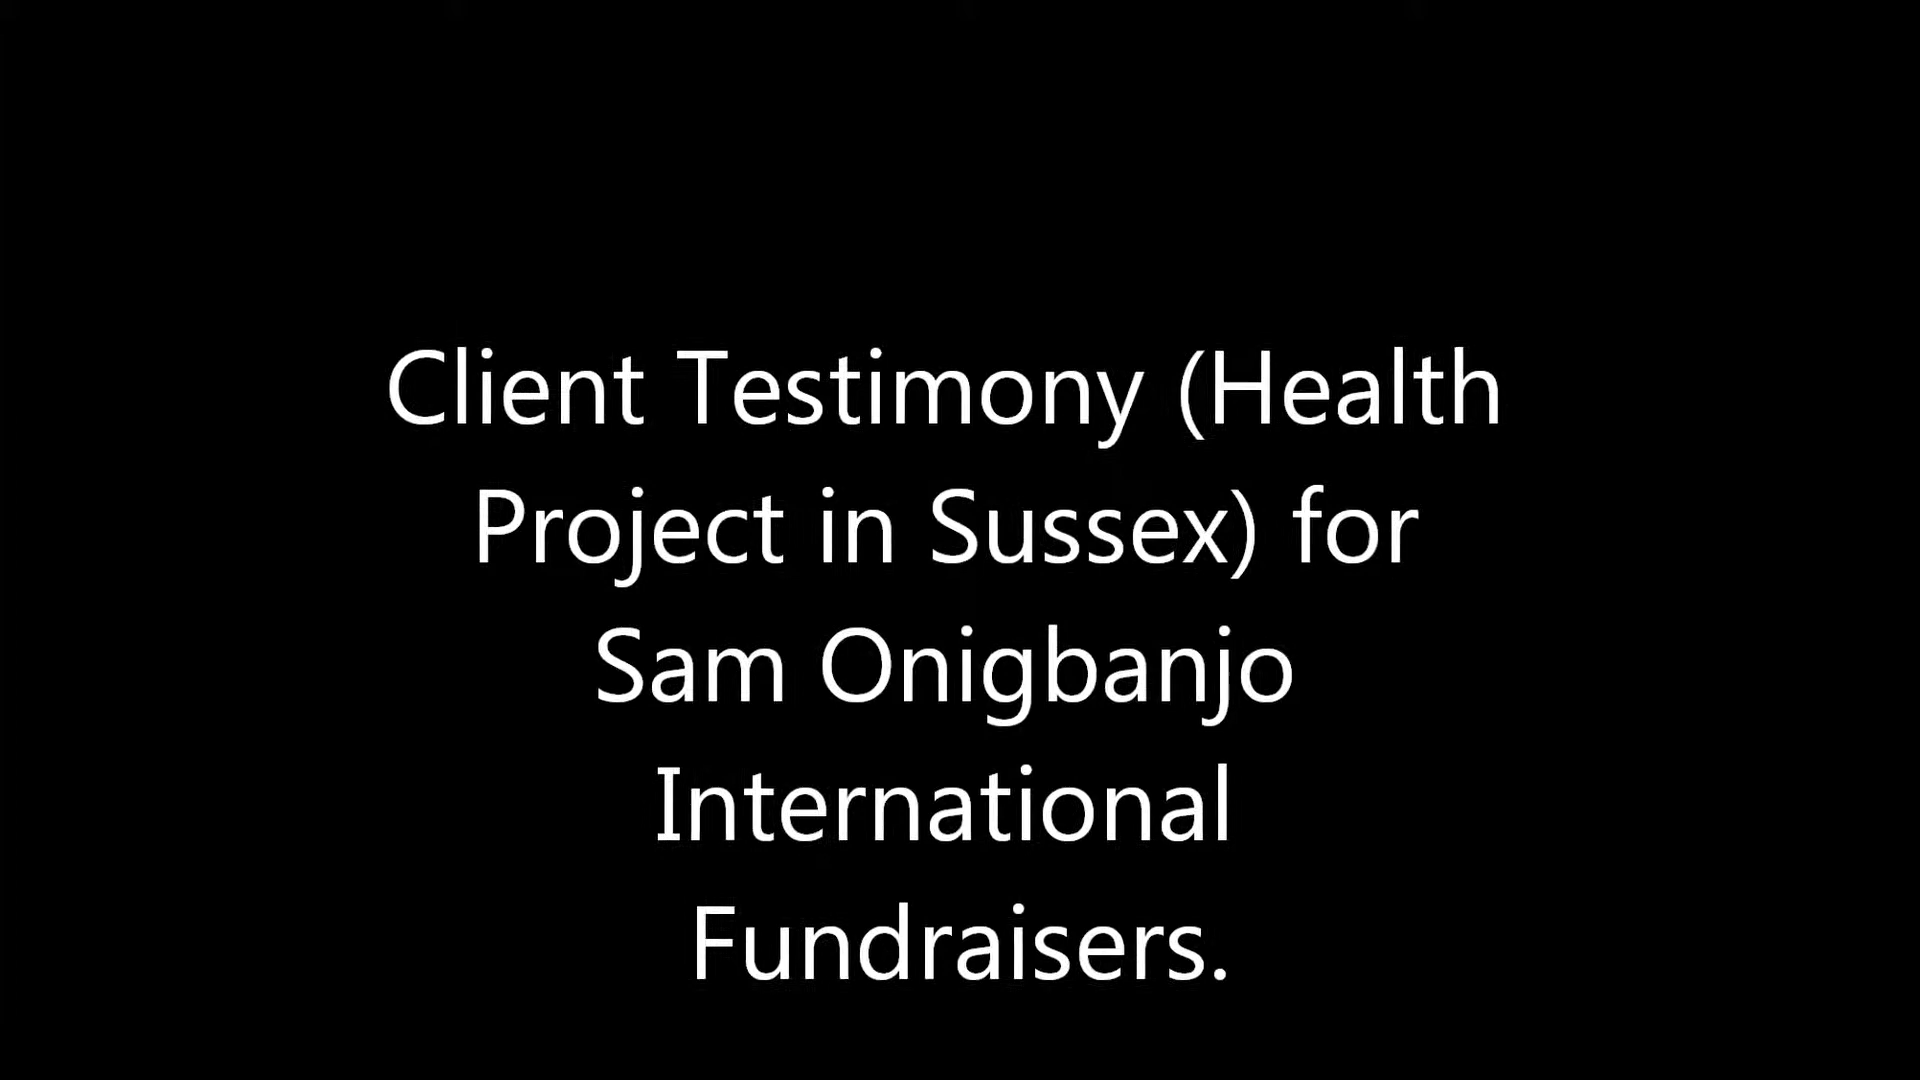 Client Testimony (Health
Project in Sussex) for
Sam Onigbanjo
International
Fundraisers.